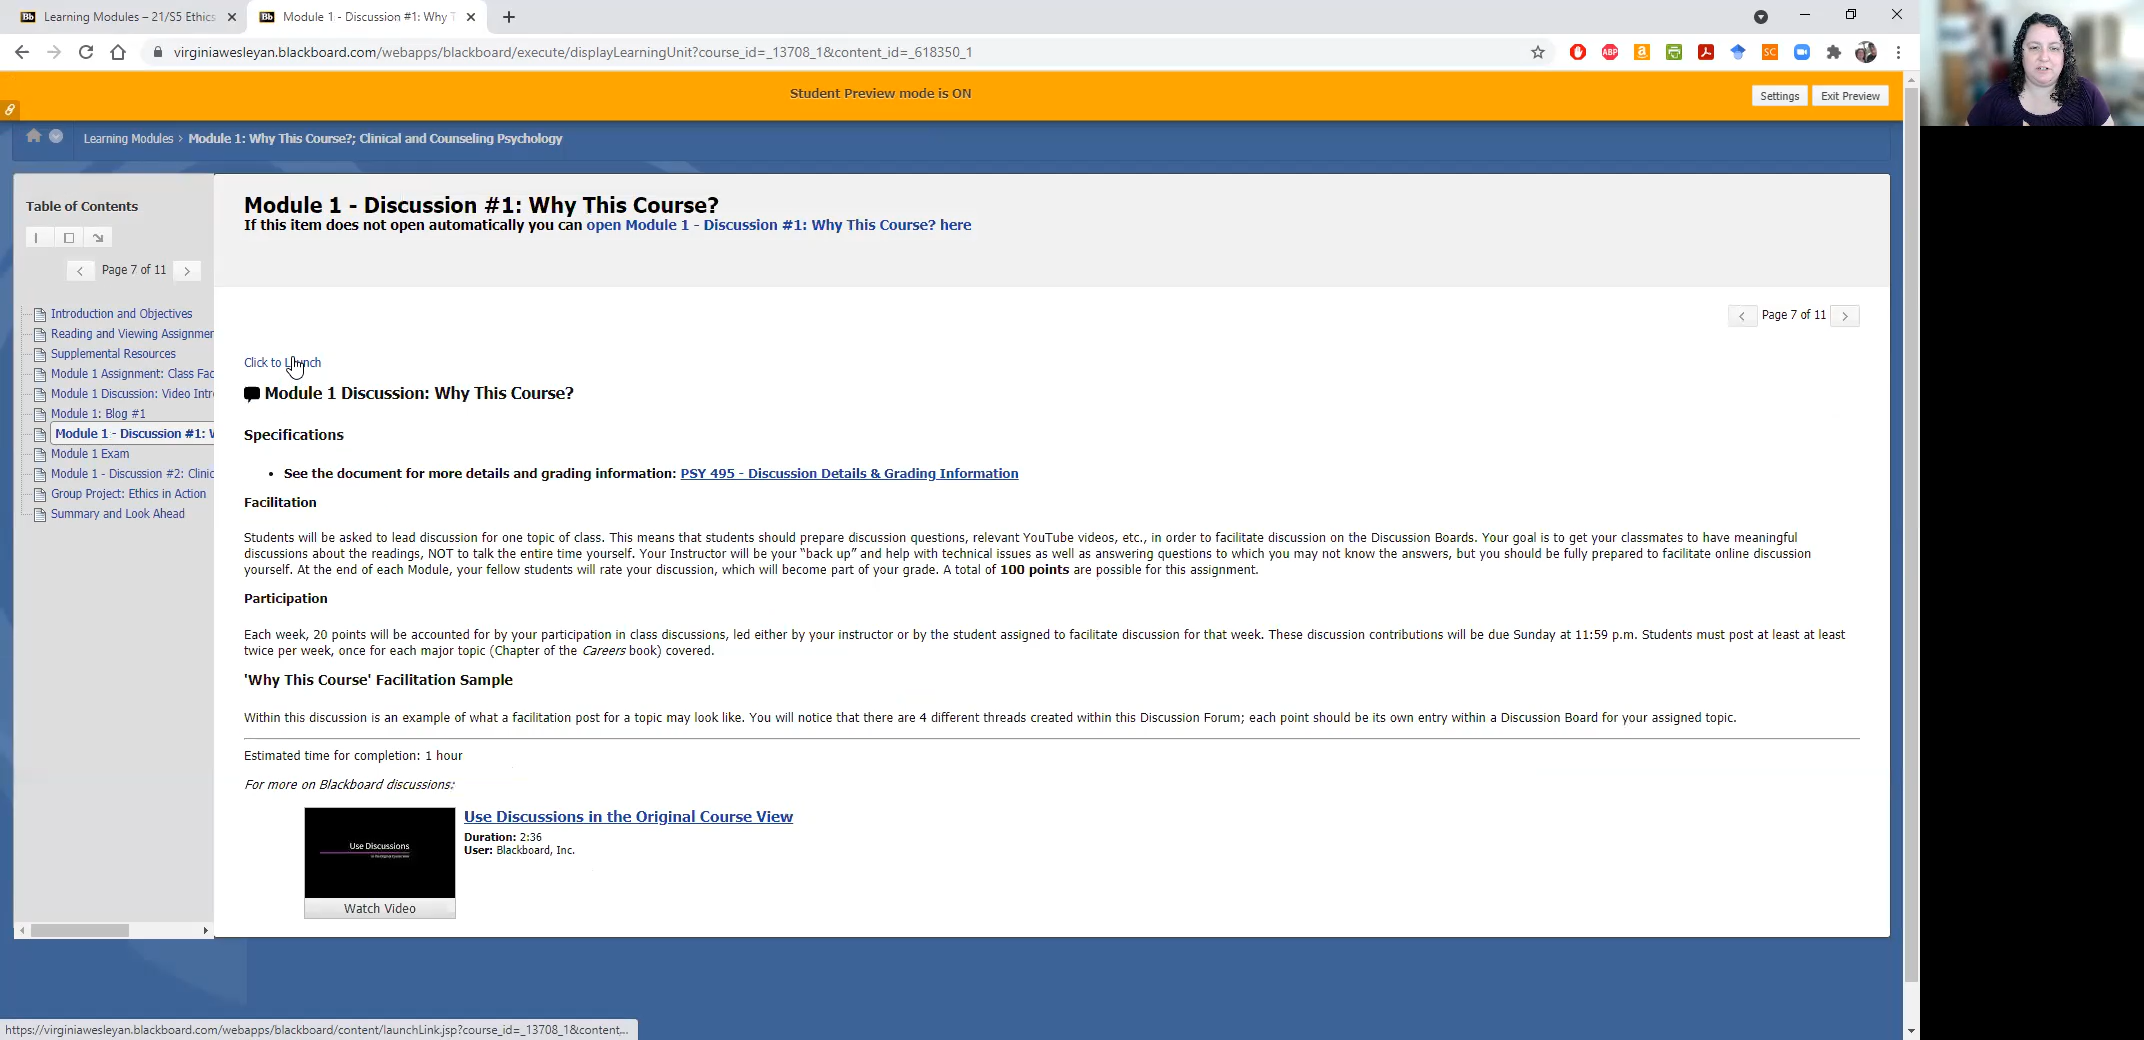 Learning Modules – 21/S5 Ethics
Module 1 - Discussion #1: Why T
virginiawesleyan.blackboard.com/webapps/blackboard/execute/displayLearningUnit?course_id=_13708_1&content_id=_618350_1
Student Preview mode is ON
Settings
Exit Preview
Learning Modules > Module 1: Why This Course?; Clinical and Counseling Psychology
Table of Contents
Page 7 of 11
Introduction and Objectives
Reading and Viewing Assignmen
Supplemental Resources
Module 1 Assignment: Class Fac
Module 1 Discussion: Video Intr
Module 1: Blog #1
Module 1 - Discussion #1: W
Module 1 Exam
Module 1 - Discussion #2: Clinic
Group Project: Ethics in Action
Summary and Look Ahead
Module 1 - Discussion #1: Why This Course?
If this item does not open automatically you can open Module 1 - Discussion #1: Why This Course? here
Page 7 of 11
Click to Launch
Module 1 Discussion: Why This Course?
Specifications
• See the document for more details and grading information: PSY 495 - Discussion Details & Grading Information
Facilitation
Students will be asked to lead discussion for one topic of class. This means that students should prepare discussion questions, relevant YouTube videos, etc., in order to facilitate discussion on the Discussion Boards. Your goal is to get your classmates to have meaningful
discussions about the readings, NOT to talk the entire time yourself. Your Instructor will be your “back up” and help with technical issues as well as answering questions to which you may not know the answers, but you should be fully prepared to facilitate online discussion
yourself. At the end of each Module, your fellow students will rate your discussion, which will become part of your grade. A total of 100 points are possible for this assignment.
Participation
Each week, 20 points will be accounted for by your participation in class discussions, led either by your instructor or by the student assigned to facilitate discussion for that week. These discussion contributions will be due Sunday at 11:59 p.m. Students must post at least at least
twice per week, once for each major topic (Chapter of the Careers book) covered.
'Why This Course' Facilitation Sample
Within this discussion is an example of what a facilitation post for a topic may look like. You will notice that there are 4 different threads created within this Discussion Forum; each point should be its own entry within a Discussion Board for your assigned topic.
Estimated time for completion: 1 hour
For more on Blackboard discussions:
Use Discussions
in the Original Course View
Watch Video
Use Discussions in the Original Course View
Duration: 2:36
User: Blackboard, Inc.
https://virginiawesleyan.blackboard.com/webapps/blackboard/content/launchLink.jsp?course_id=_13708_1&content...